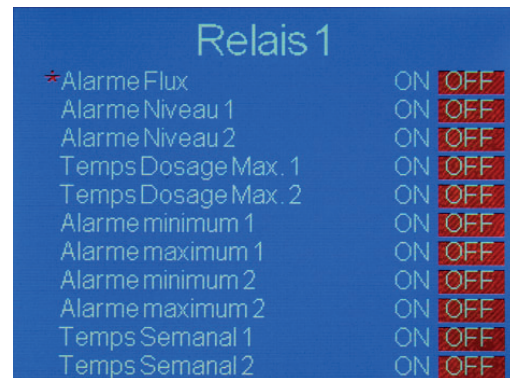 Relais 1
*Alarme Flux ON OFF
Alarme Niveau 1 ON OFF
Alarme Niveau 2 ON OFF
Temps Dosage Max. 1 ON OFF
Temps Dosage Max. 2 ON OFF
Alarme minimum 1 ON OFF
Alarme maximum 1 ON OFF
Alarme minimum 2 ON OFF
Alarme maximum 2 ON OFF
Temps Semanal 1 ON OFF
Temps Semanal 2 ON OFF